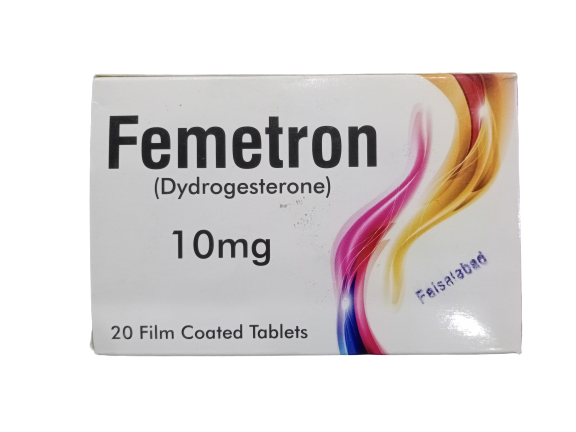 Femetron
(Dydrogesterone)
10mg
Faisalabad
20 Film Coated Tablets